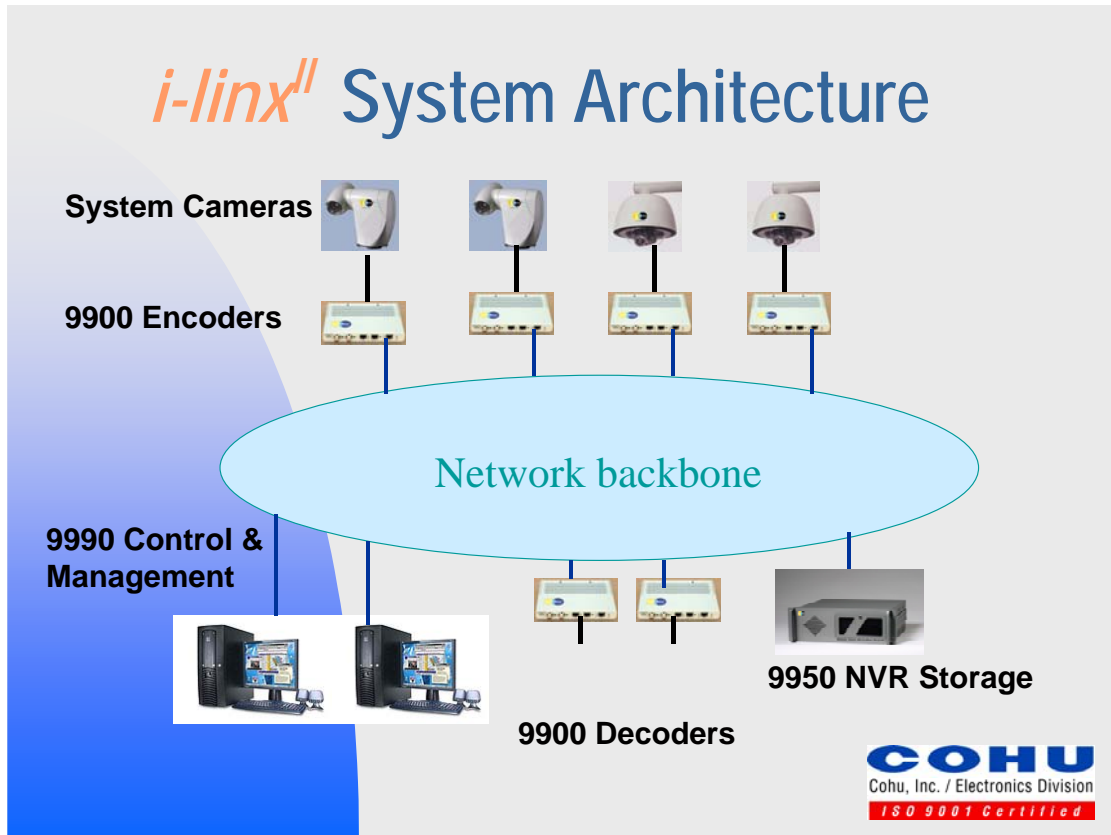 i-linxII System Architecture
System Cameras
9900 Encoders
Network backbone
9990 Control &
Management
9950 NVR Storage
9900 Decoders
COHU
Cohu, Inc. / Electronics Division
ISO 9001 Certified